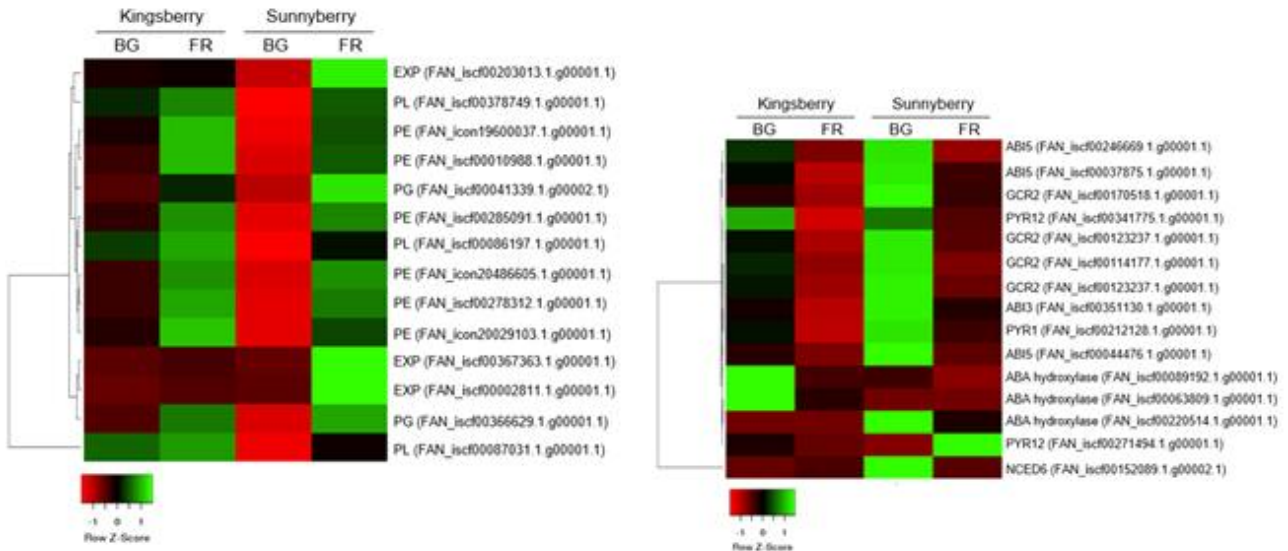 Kingsberry Sunnyberry
BG FR BG FR
EXP (FAN_iscf00203013.1.g00001.1)
PL (FAN_iscf00378749.1.g00001.1)
PE (FAN_icon19600037.1.g00001.1)
PE (FAN_iscf00010988.1.g00001.1)
PG (FAN_iscf00041339.1.g00002.1)
PE (FAN_iscf00285091.1.g00001.1)
PL (FAN_iscf00086197.1.g00001.1)
PE (FAN_icon20486605.1.g00001.1)
PE (FAN_iscf00278312.1.g00001.1)
PE (FAN_icon20029103.1.g00001.1)
EXP (FAN_iscf00367363.1.g00001.1)
EXP (FAN_iscf00002811.1.g00001.1)
PG (FAN_iscf00366629.1.g00001.1)
PL (FAN_iscf00087031.1.g00001.1)
-1 0 1
Row Z-Score
Kingsberry Sunnyberry
BG FR BG FR
ABI5 (FAN_iscf00246669.1.g00001.1)
ABI5 (FAN_iscf00037875.1.g00001.1)
GCR2 (FAN_iscf00170518.1.g00001.1)
PYR12 (FAN_iscf00341775.1.g00001.1)
GCR2 (FAN_iscf00123237.1.g00001.1)
GCR2 (FAN_iscf00114177.1.g00001.1)
GCR2 (FAN_iscf00123237.1.g00001.1)
ABI3 (FAN_iscf00351130.1.g00001.1)
PYR1 (FAN_iscf00212128.1.g00001.1)
ABI5 (FAN_iscf00044476.1.g00001.1)
ABA hydroxylase (FAN_iscf00089192.1.g00001.1)
ABA hydroxylase (FAN_iscf00063809.1.g00001.1)
ABA hydroxylase (FAN_iscf00220514.1.g00001.1)
PYR12 (FAN_iscf00271494.1.g00001.1)
NCED6 (FAN_iscf00152089.1.g00002.1)
-1 0 1
Row Z-Score